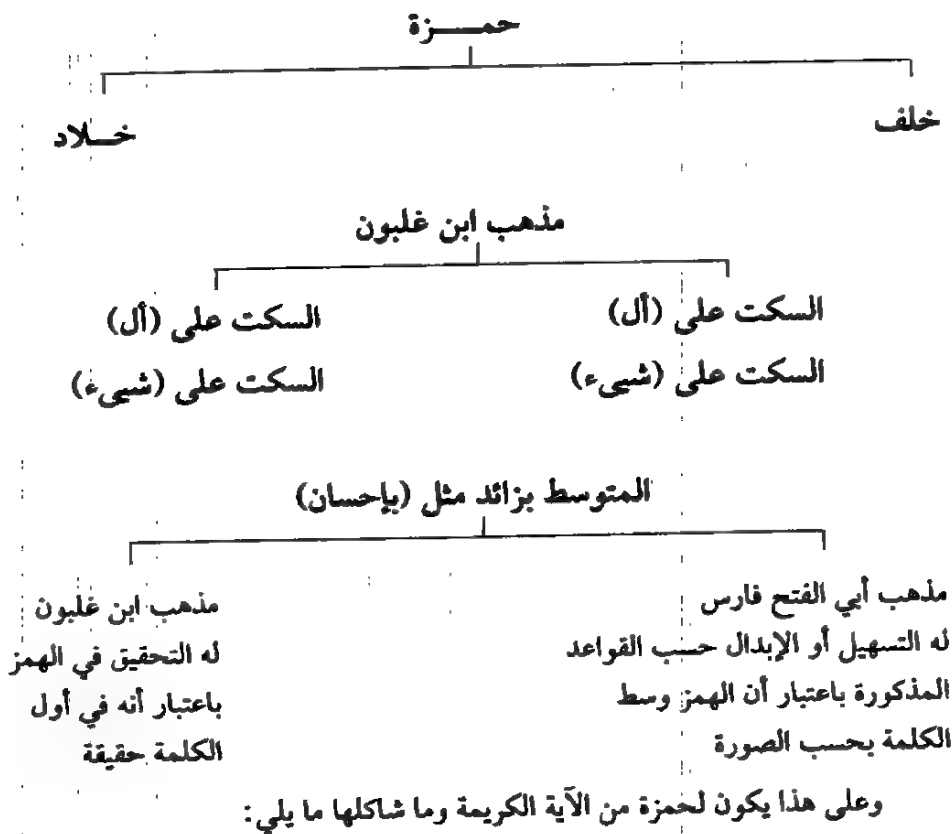 حمـــزة
خلف
خـــلاد
مذهب ابن غلبون
السكت على (أل)
السكت على (شيىء)
السكت على (أل)
السكت على (شيىء)
المتوسط بزائد مثل (بإحسان)
مذهب أبي الفتح فارس
له التسهيل أو الإبدال حسب القواعد
المذكورة باعتبار أن الهمز وسط
الكلمة بحسب الصورة
مذهب ابن غلبون
له التحقيق في الهمز
باعتبار أنه في أول
الكلمة حقيقة
وعلى هذا يكون لحمزة من الآية الكريمة وما شاكلها ما يلي: